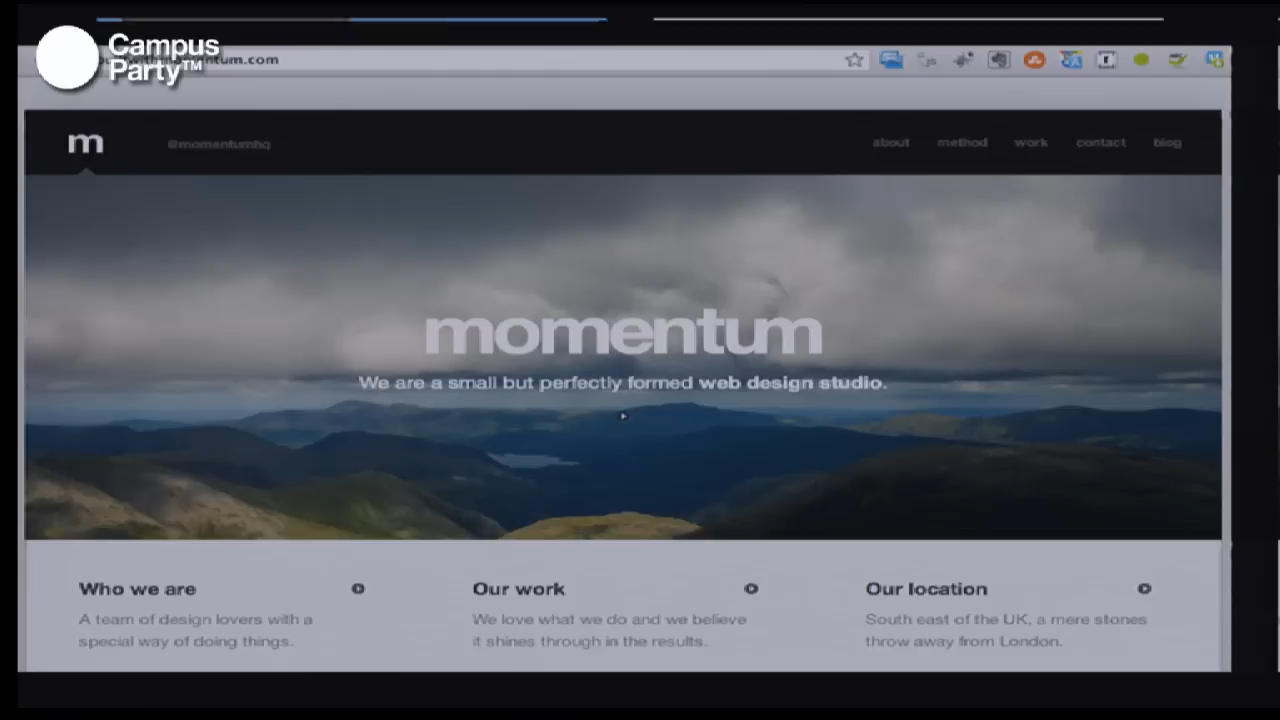 Campus
Party™
ntum.com
m
@momentumhq
about method work contact blog
momentum
We are a small but perfectly formed web design studio.
Who we are
A team of design lovers with a
special way of doing things.
Our work
We love what we do and we believe
it shines through in the results.
Our location
South east of the UK, a mere stones
throw away from London.